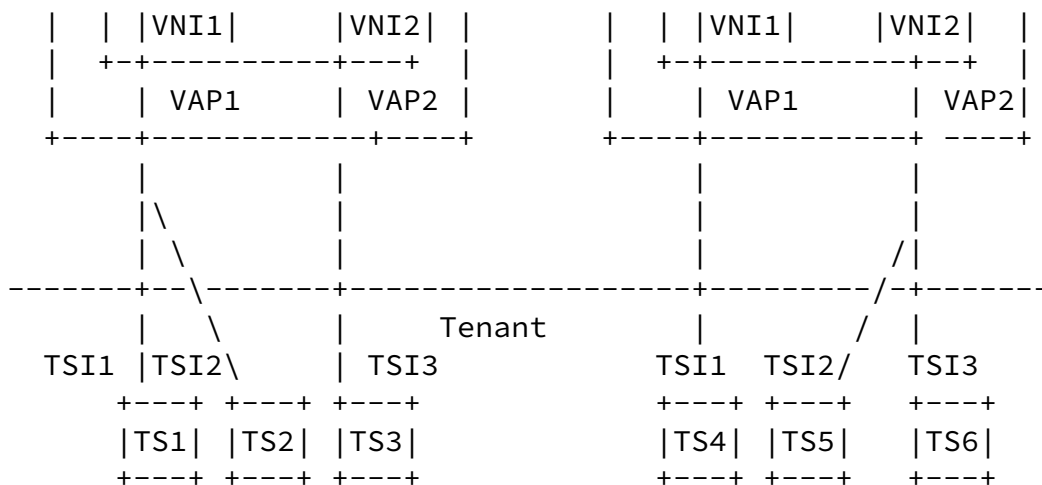 |VNI1| |VNI2| | | | |VNI1| |VNI2| |
VAP1 VAP2 VAP1 VAP2
Tenant
TSI1 TSI2 TSI3 TSI1 TSI2 TSI3
TS1 TS2 TS3 TS4 TS5 TS6